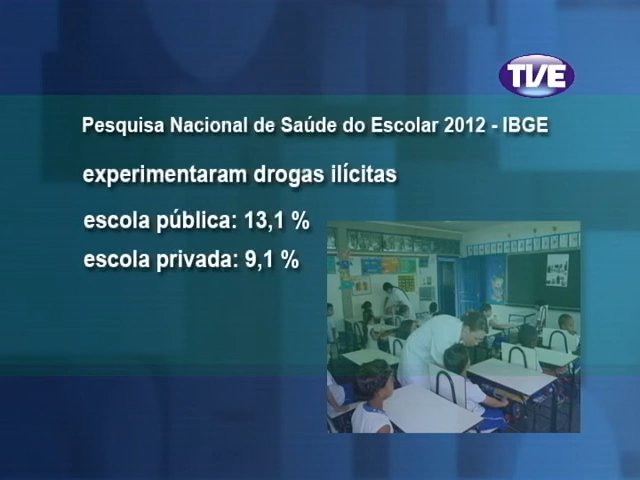 TVE
Pesquisa Nacional de Saúde do Escolar 2012 - IBGE
experimentaram drogas ilícitas
escola pública: 13,1 %
escola privada: 9,1 %